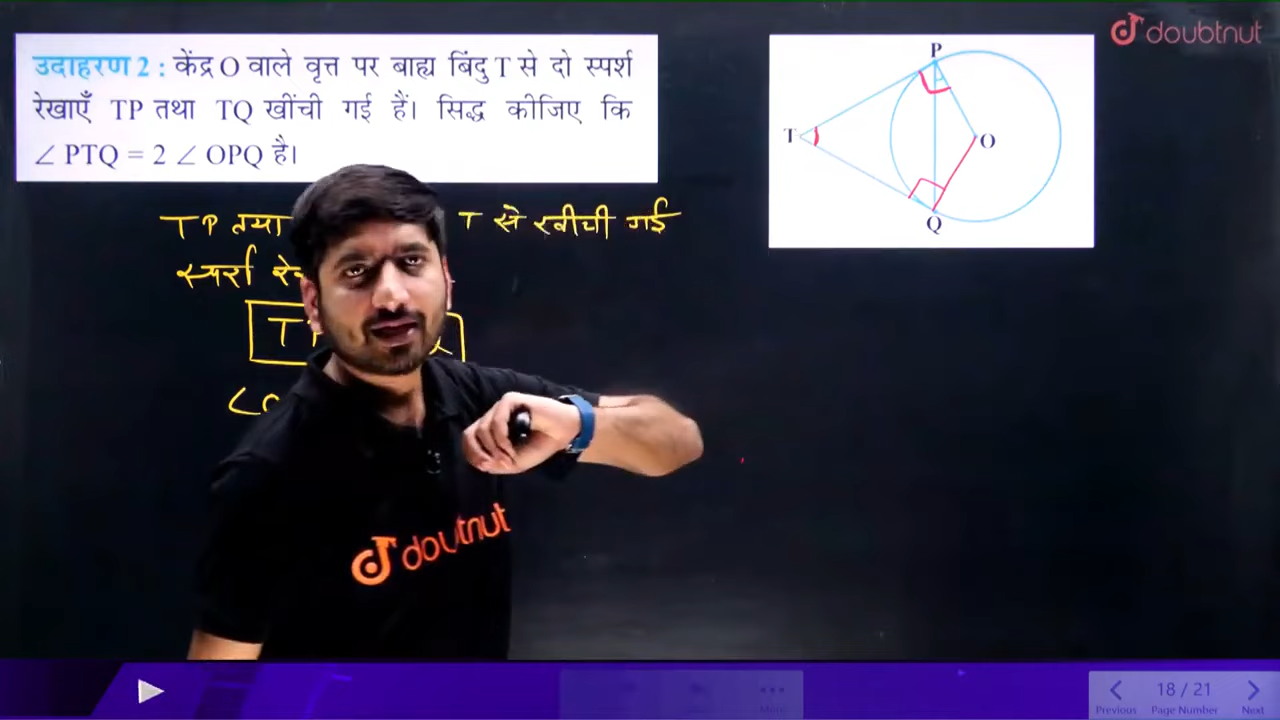 doubtnut
उदाहरण 2 : केंद्र O वाले वृत्त पर बाह्य बिंदु T से दो स्पर्श
रेखाएँ TP तथा TQ खींची गई हैं। सिद्ध कीजिए कि
∠ PTQ = 2 ∠ OPQ है।
P
T
O
Q
TP तथा T से खींची गई
स्पर्श
T
doubtnut
18 / 21
Previous Page Number Next
More